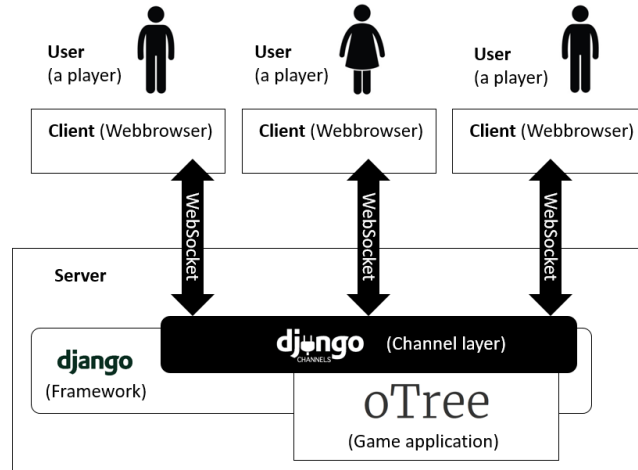 User
(a player)
User
(a player)
User
(a player)
Client (Webbrowser)
Client (Webbrowser)
Client (Webbrowser)
WebSocket
WebSocket
WebSocket
Server
django
CHANNELS
(Channel layer)
django
(Framework)
oTree
(Game application)